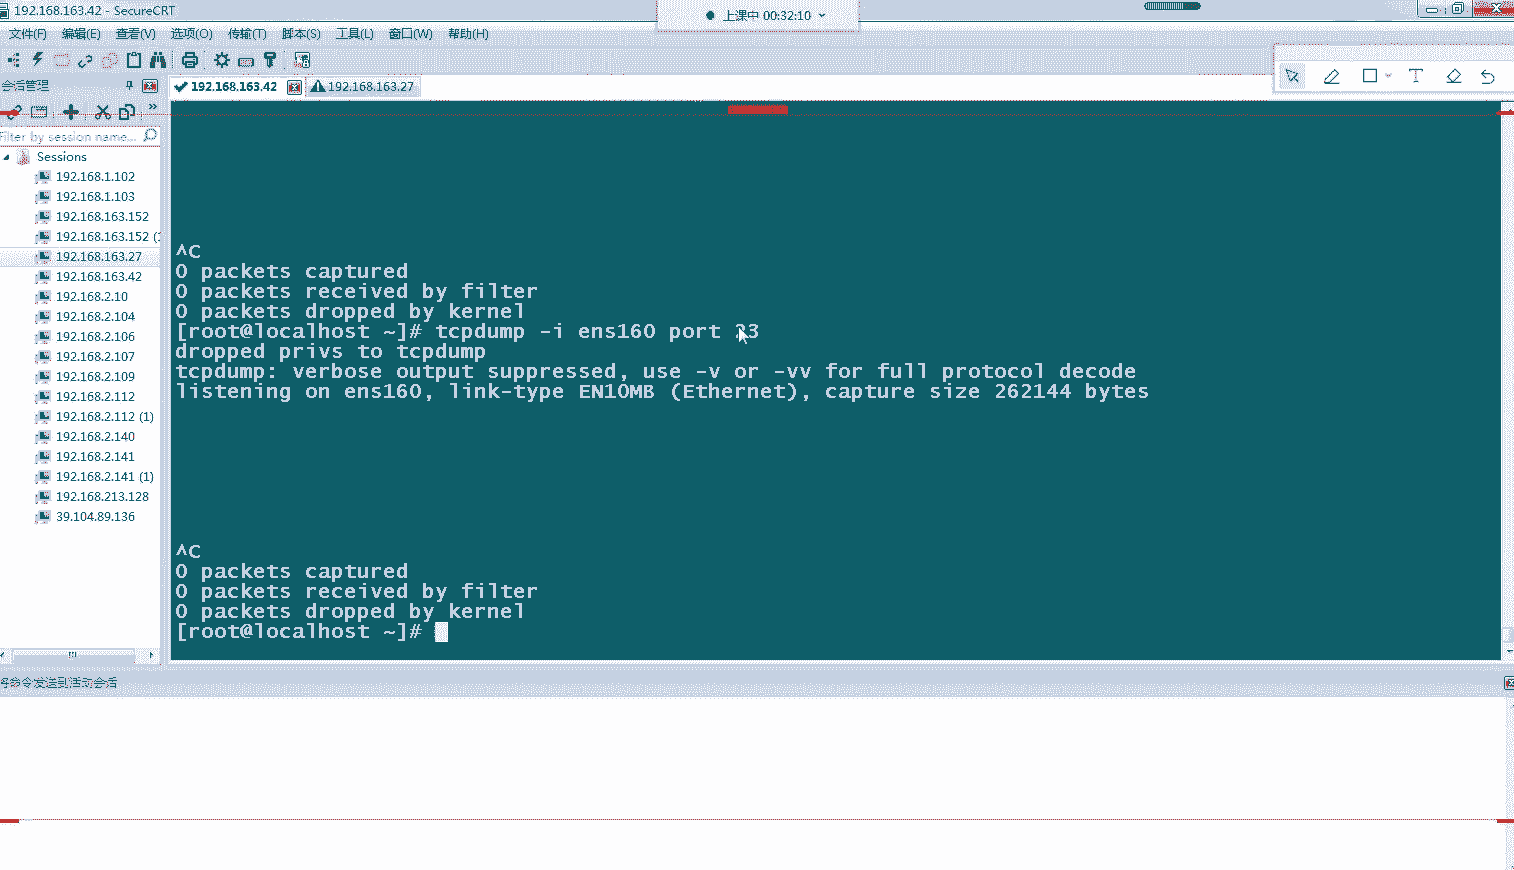 192.168.163.42 - SecureCRT
上课中 00:32:10
文件(F) 编辑(E) 查看(V) 选项(O) 传输(T) 脚本(S) 工具(L) 窗口(W) 帮助(H)
会话管理
192.168.163.42
192.168.163.27
Filter by session name...
Sessions
192.168.1.102
192.168.1.103
192.168.163.152
192.168.163.152 (
192.168.163.27
192.168.163.42
192.168.2.10
192.168.2.104
192.168.2.106
192.168.2.107
192.168.2.109
192.168.2.112
192.168.2.112 (1)
192.168.2.140
192.168.2.141
192.168.2.141 (1)
192.168.213.128
39.104.89.136
^C
0 packets captured
0 packets received by filter
0 packets dropped by kernel
[root@localhost ~]# tcpdump -i ens160 port 23
dropped privs to tcpdump
tcpdump: verbose output suppressed, use -v or -vv for full protocol decode
listening on ens160, link-type EN10MB (Ethernet), capture size 262144 bytes
^C
0 packets captured
0 packets received by filter
0 packets dropped by kernel
[root@localhost ~]#
将命令发送到活动会话